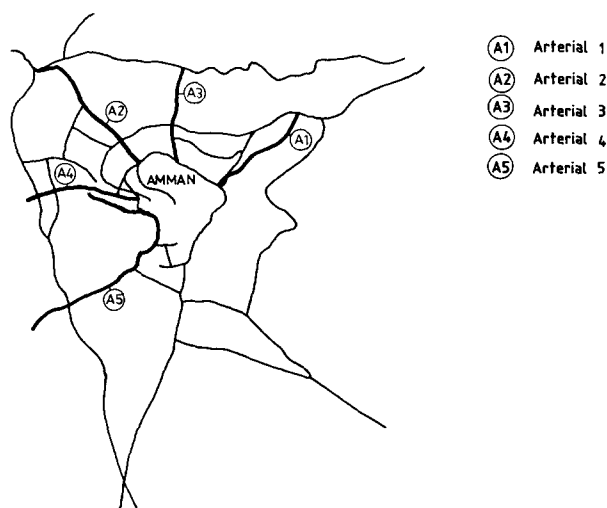 A3
A2
A1
AMMAN
A4
A5
A1 Arterial 1
A2 Arterial 2
A3 Arterial 3
A4 Arterial 4
A5 Arterial 5